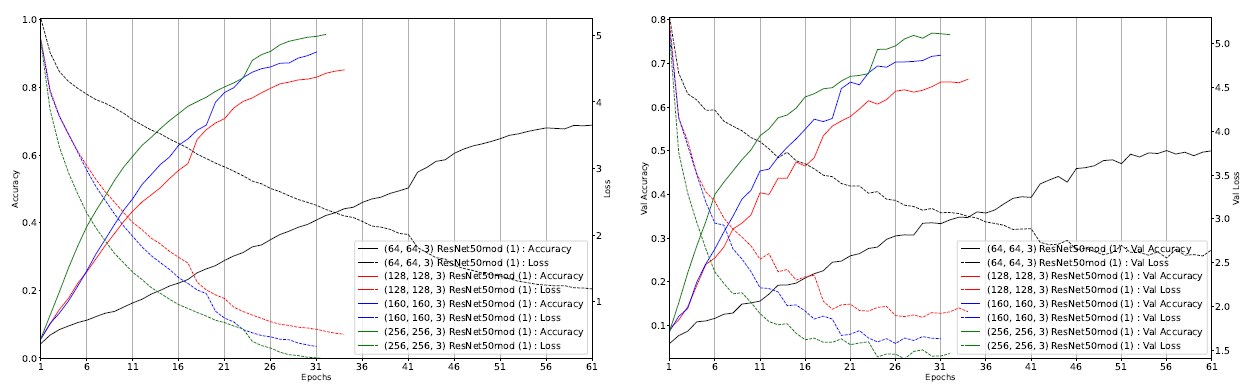 1.0
0.8
0.6
0.4
0.2
0.0
Accuracy
1 6 11 16 21 26 31 36 41 46 51 56 61
Epochs
5
4
3
2
1
Loss
(64, 64, 3) ResNet50mod (1) : Accuracy
(64, 64, 3) ResNet50mod (1) : Loss
(128, 128, 3) ResNet50mod (1) : Accuracy
(128, 128, 3) ResNet50mod (1) : Loss
(160, 160, 3) ResNet50mod (1) : Accuracy
(160, 160, 3) ResNet50mod (1) : Loss
(256, 256, 3) ResNet50mod (1) : Accuracy
(256, 256, 3) ResNet50mod (1) : Loss
0.8
0.7
0.6
0.5
0.4
0.3
0.2
0.1
Val Accuracy
1 6 11 16 21 26 31 36 41 46 51 56 61
Epochs
5.0
4.5
4.0
3.5
3.0
2.5
2.0
1.5
Val Loss
(64, 64, 3) ResNet50mod (1) : Val Accuracy
(64, 64, 3) ResNet50mod (1) : Val Loss
(128, 128, 3) ResNet50mod (1) : Val Accuracy
(128, 128, 3) ResNet50mod (1) : Val Loss
(160, 160, 3) ResNet50mod (1) : Val Accuracy
(160, 160, 3) ResNet50mod (1) : Val Loss
(256, 256, 3) ResNet50mod (1) : Val Accuracy
(256, 256, 3) ResNet50mod (1) : Val Loss